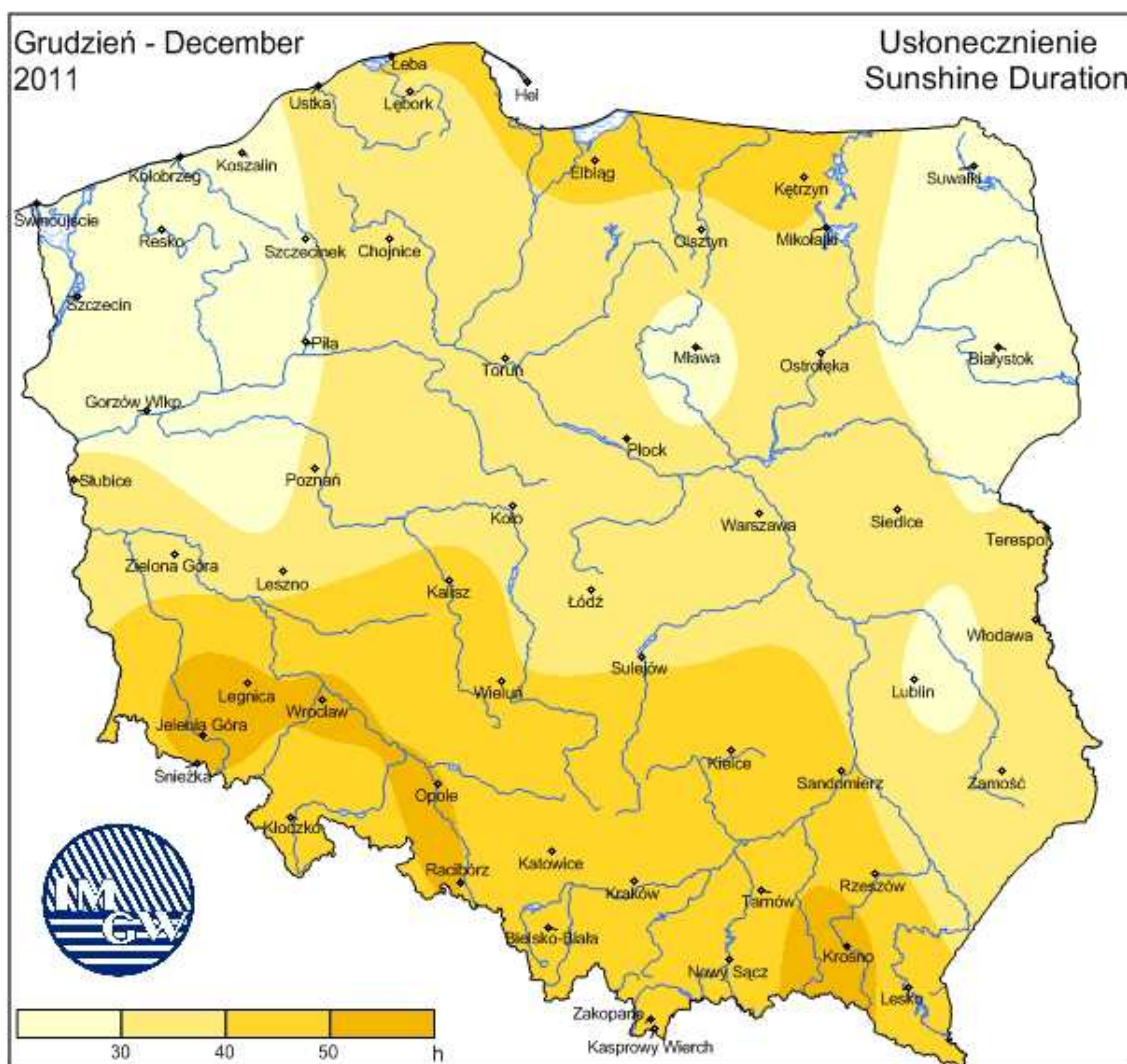 Grudzień - December
2011
Usłonecznienie
Sunshine Duration
Łeba
Hel
Ustka
Lębork
Koszalin
Kołobrzeg
Elbląg
Kętrzyn
Suwałki
Świnoujście
Resko
Szczecinek
Chojnice
Olsztyn
Mikołajki
Szczecin
Piła
Toruń
Mława
Ostrołęka
Białystok
Gorzów Wlkp
Płock
Słubice
Poznań
Koło
Warszawa
Siedlce
Terespol
Zielona Góra
Leszno
Kalisz
Łódź
Włodawa
Sulejów
Legnica
Wrocław
Wieluń
Lublin
Jelenia Góra
Śnieżka
Kielce
Sandomierz
Zamość
Opole
Kłodzko
Racibórz
Katowice
Kraków
Tarnów
Rzeszów
Bielsko-Biała
Nowy Sącz
Krosno
Lesko
Zakopane
Kasprowy Wierch
IM
GW
30 40 50 h